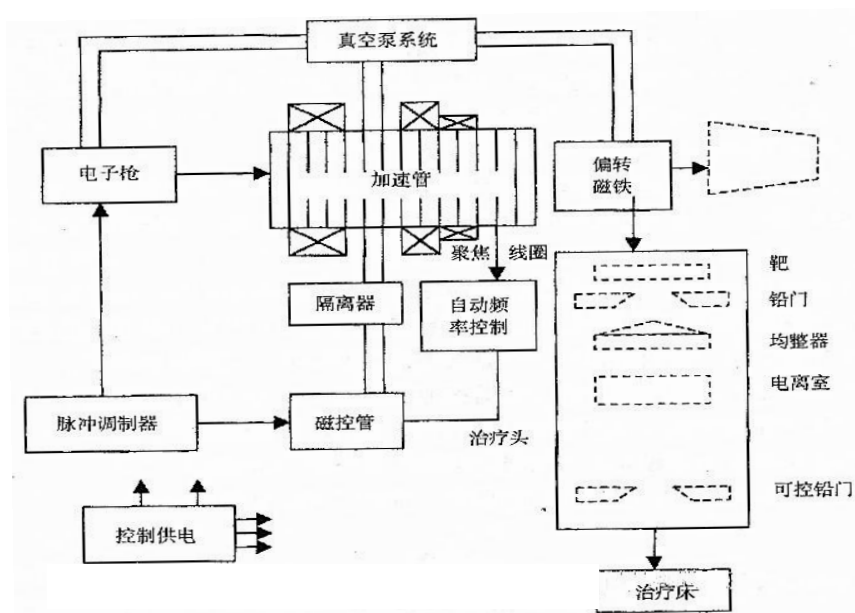 真空泵系统
电子枪
加速管
偏转
磁铁
聚焦 线圈
靶
铅门
隔离器
自动频
率控制
均整器
电离室
脉冲调制器
磁控管
治疗头
可控铅门
控制供电
治疗床